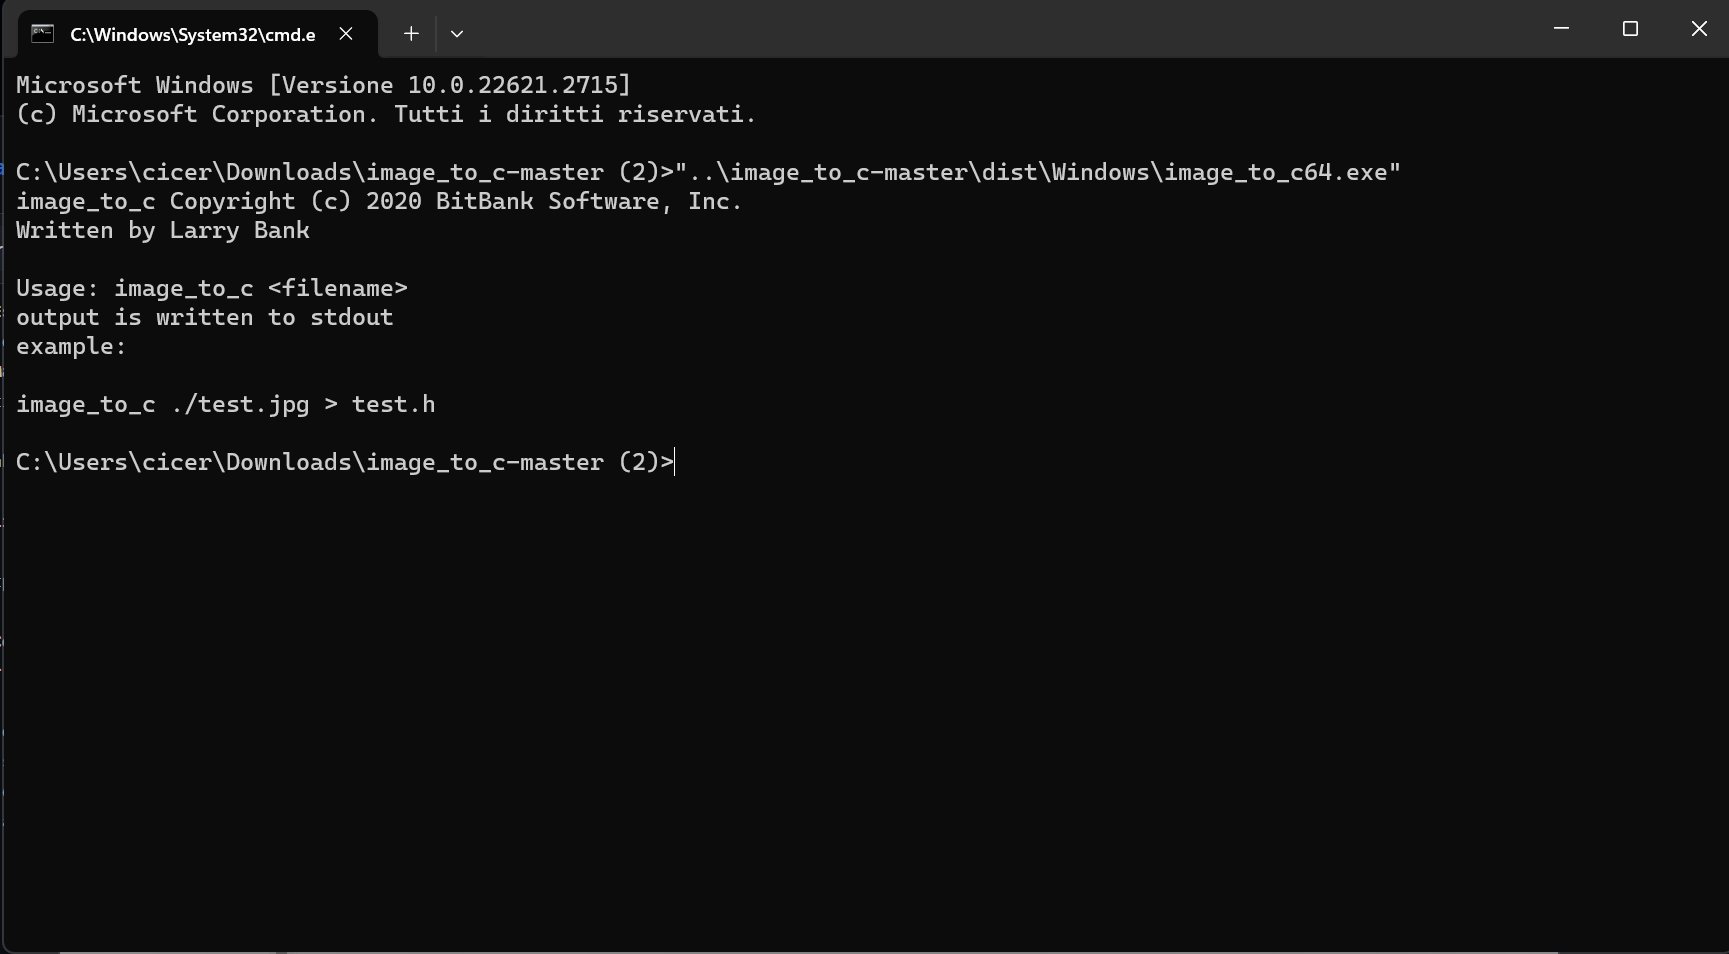 C:\Windows\System32\cmd.e
Microsoft Windows [Versione 10.0.22621.2715]
(c) Microsoft Corporation. Tutti i diritti riservati.
C:\Users\cicer\Downloads\image_to_c-master (2)>"..\image_to_c-master\dist\Windows\image_to_c64.exe"
image_to_c Copyright (c) 2020 BitBank Software, Inc.
Written by Larry Bank
Usage: image_to_c <filename>
output is written to stdout
example:
image_to_c ./test.jpg > test.h
C:\Users\cicer\Downloads\image_to_c-master (2)>